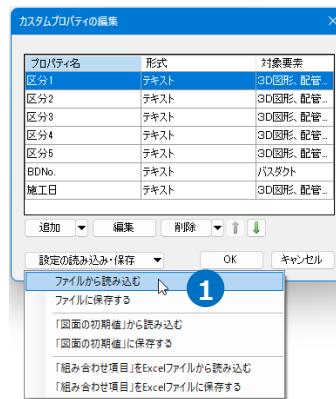 カスタムプロパティの編集 ×
プロパティ名 形式 対象要素
区分1 テキスト 3D図形、配管...
区分2 テキスト 3D図形、配管...
区分3 テキスト 3D図形、配管...
区分4 テキスト 3D図形、配管...
区分5 テキスト 3D図形、配管...
BDNo. テキスト バスダクト
施工日 テキスト 3D図形、配管...
追加 ▼ 編集 削除 ▼ ⬆ ⬇
設定の読み込み・保存 ▼ OK キャンセル
ファイルから読み込む 1
ファイルに保存する
「図面の初期値」から読み込む
「図面の初期値」に保存する
「組み合わせ項目」をExcelファイルから読み込む
「組み合わせ項目」をExcelファイルに保存する